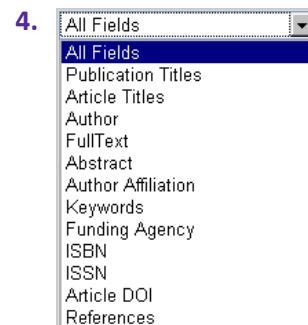 4.
All Fields
All Fields
Publication Titles
Article Titles
Author
FullText
Abstract
Author Affiliation
Keywords
Funding Agency
ISBN
ISSN
Article DOI
References